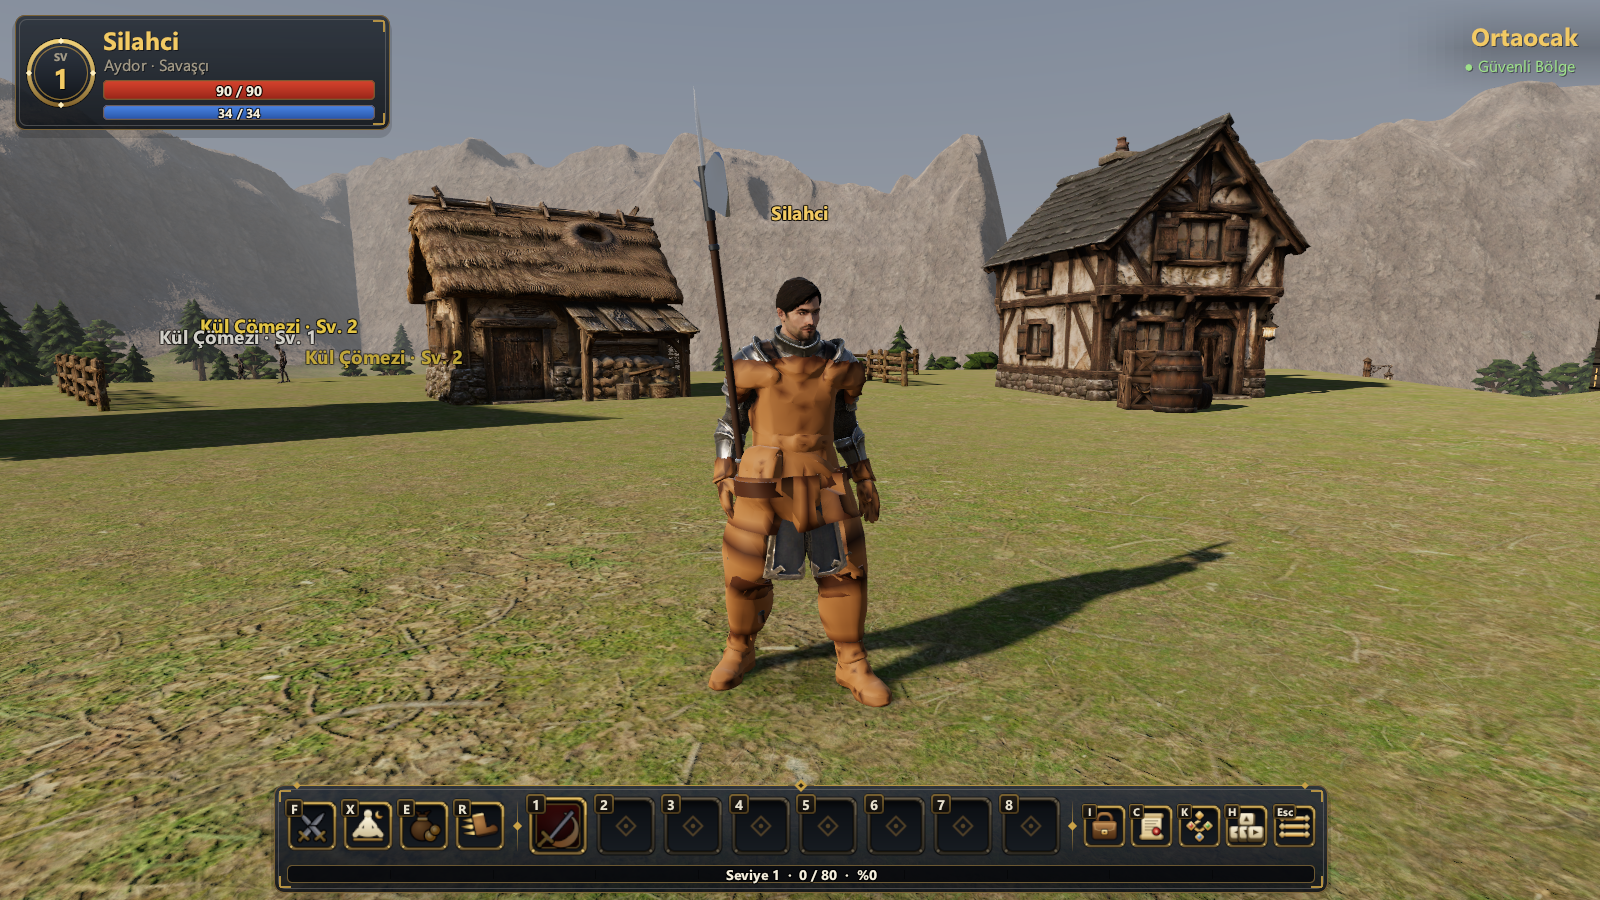 SV
1
Silahci
Aydor · Savaşçı
90 / 90
34 / 34
Ortaocak
Güvenli Bölge
Silahci
Kül Çömezi · Sv. 2
Kül Çömezi · Sv. 1
Kül Çömezi · Sv. 2
F X E R 1 2 3 4 5 6 7 8 I C K H Esc
Seviye 1 · 0 / 80 · %0